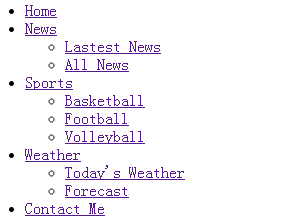 Home
News
Lastest News
All News
Sports
Basketball
Football
Volleyball
Weather
Today's Weather
Forecast
Contact Me